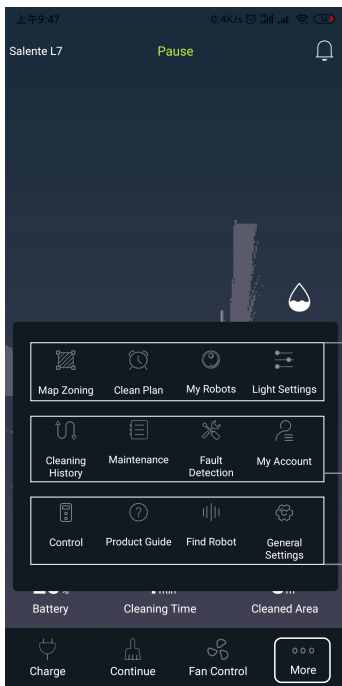 上午9:47
0.4K/s
Salente L7
Pause
Map Zoning
Clean Plan
My Robots
Light Settings
Cleaning
History
Maintenance
Fault
Detection
My Account
Control
Product Guide
Find Robot
General
Settings
Battery
Cleaning Time
Cleaned Area
Charge
Continue
Fan Control
More